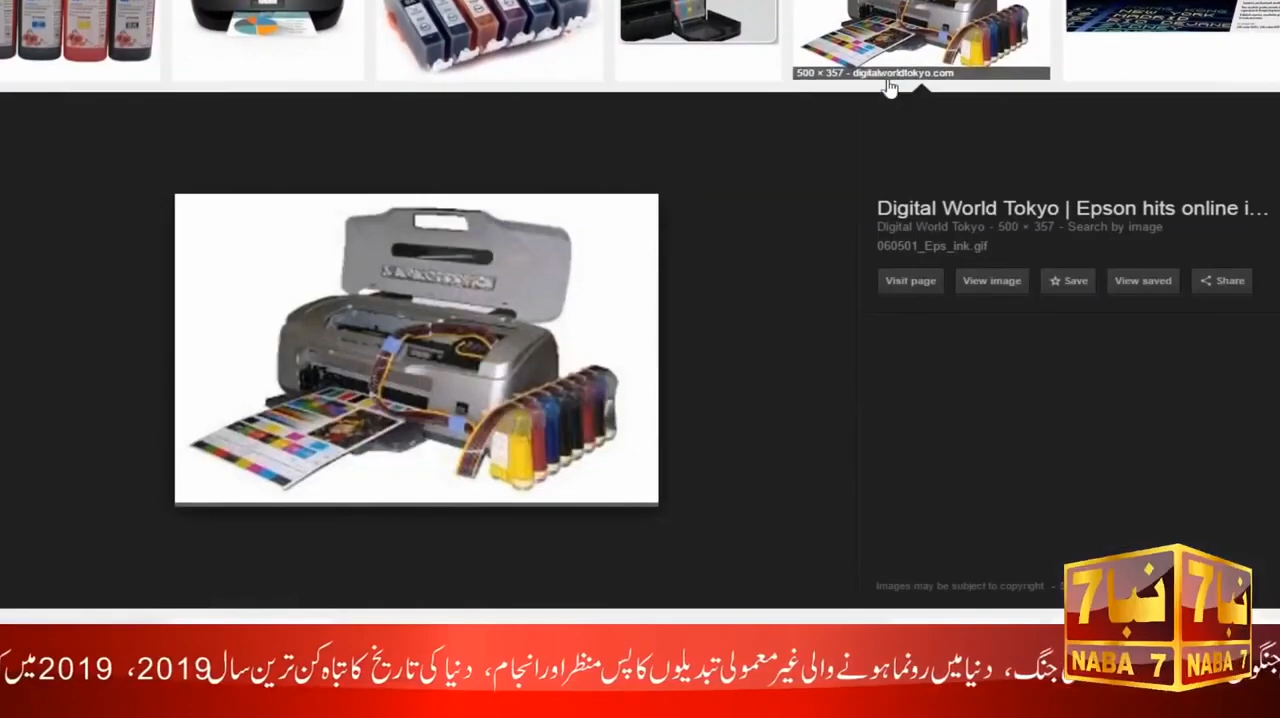 500 × 357 - digitalworldtokyo.com
Digital World Tokyo | Epson hits online i...
Digital World Tokyo - 500 × 357 - Search by image
060501_Eps_ink.gif
Visit page
View image
Save
View saved
Share
Images may be subject to copyright
7 نبا
نبا 7
NABA 7
NABA 7
جنگ، دنیا میں رونما ہونے والی غیر معمولی تبدیلوں کا پس منظر اور انجام، دنیا کی تاریخ کا تباہ کن ترین سال 2019، 2019 میں